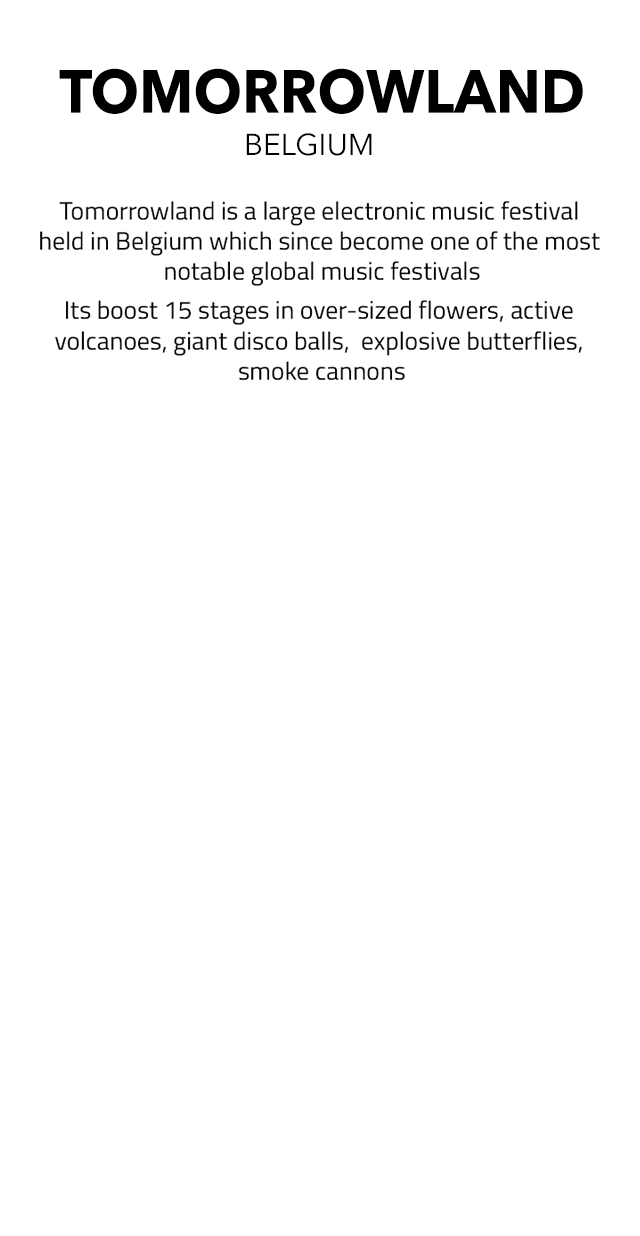 TOMORROWLAND
BELGIUM
Tomorrowland is a large electronic music festival
held in Belgium which since become one of the most
notable global music festivals
Its boost 15 stages in over-sized flowers, active
volcanoes, giant disco balls,  explosive butterflies,
smoke cannons